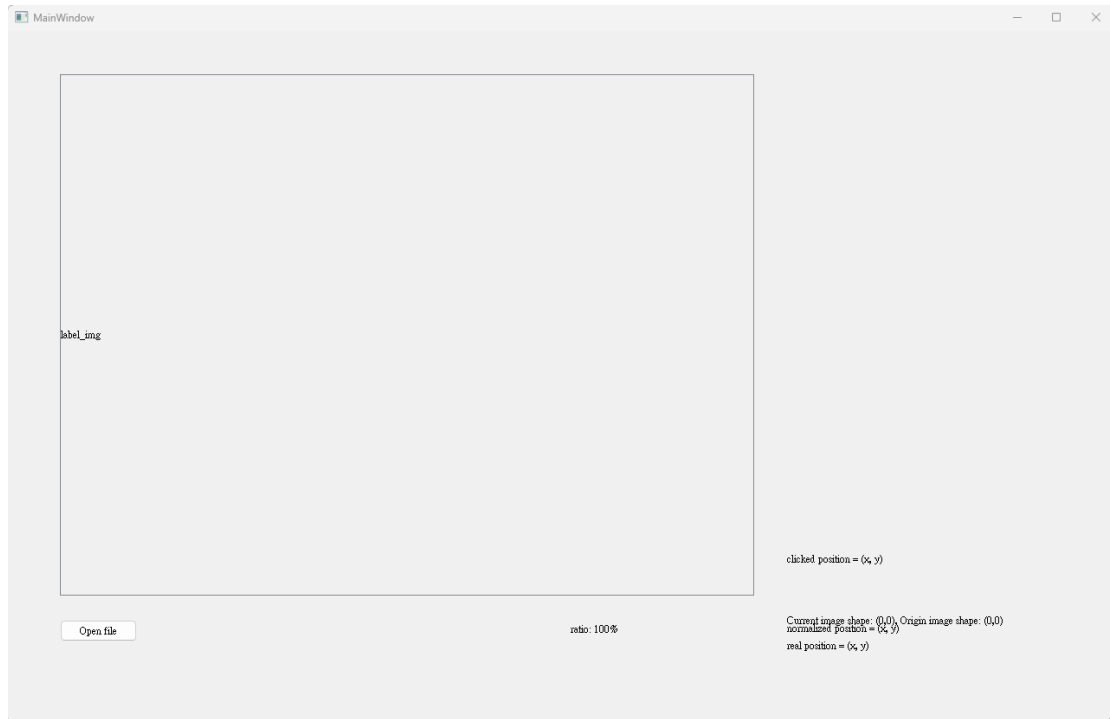 MainWindow
label_img
clicked position = (x, y)
Current image shape: (0,0), Origin image shape: (0,0)
Open file
ratio: 100%
normalized position = (x, y)
real position = (x, y)